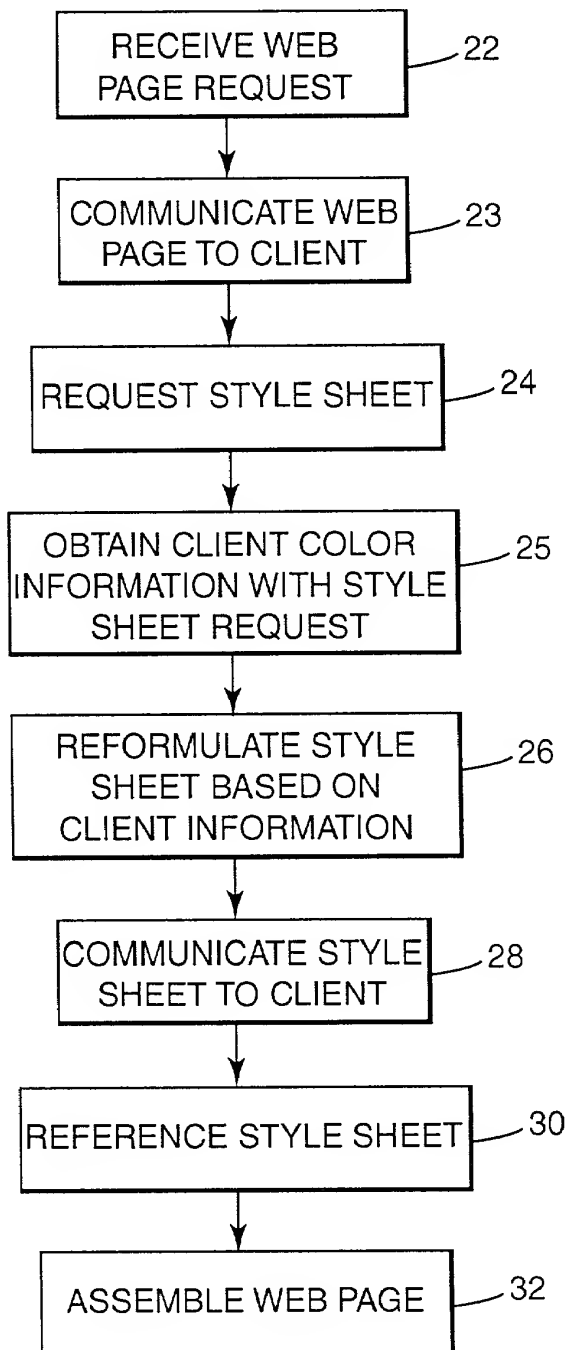 RECEIVE WEB
PAGE REQUEST
22
COMMUNICATE WEB
PAGE TO CLIENT
23
REQUEST STYLE SHEET
24
OBTAIN CLIENT COLOR
INFORMATION WITH STYLE
SHEET REQUEST
25
REFORMULATE STYLE
SHEET BASED ON
CLIENT INFORMATION
26
COMMUNICATE STYLE
SHEET TO CLIENT
28
REFERENCE STYLE SHEET
30
ASSEMBLE WEB PAGE
32